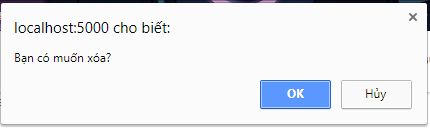 localhost:5000 cho biết:
Bạn có muốn xóa?
OK Hủy